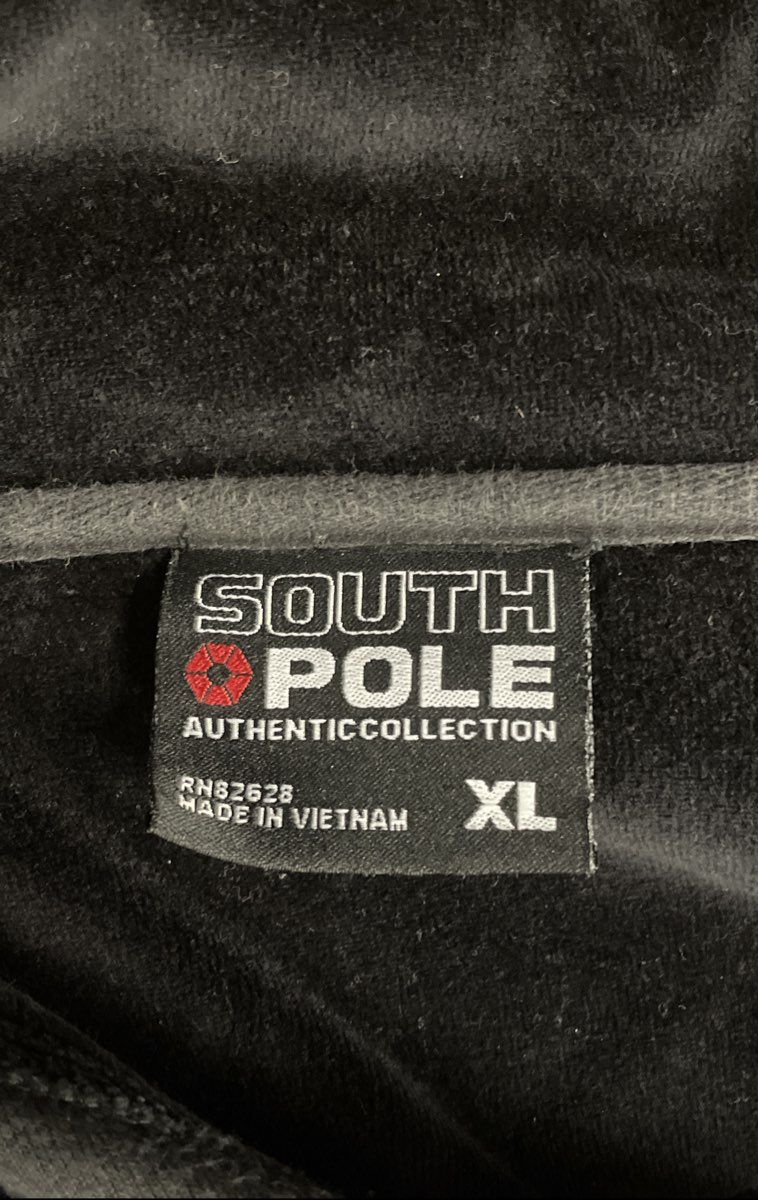 SOUTH
POLE
AUTHENTICCOLLECTION
RN82628
MADE IN VIETNAM
XL